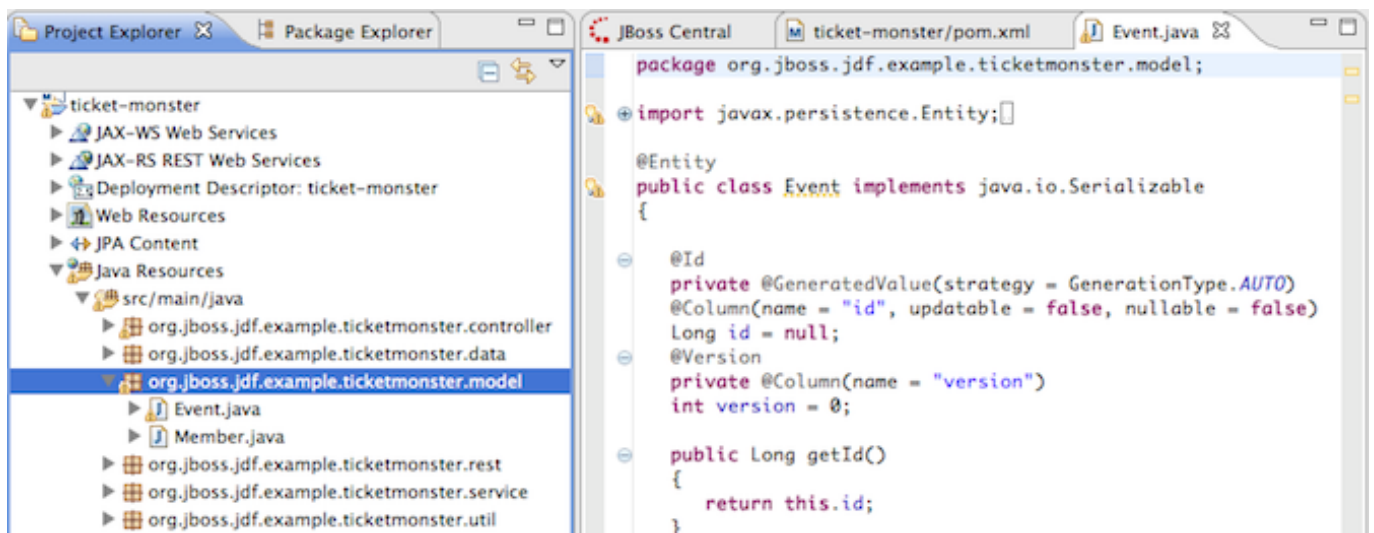 Project Explorer
Package Explorer
ticket-monster
JAX-WS Web Services
JAX-RS REST Web Services
Deployment Descriptor: ticket-monster
Web Resources
JPA Content
Java Resources
src/main/java
org.jboss.jdf.example.ticketmonster.controller
org.jboss.jdf.example.ticketmonster.data
org.jboss.jdf.example.ticketmonster.model
Event.java
Member.java
org.jboss.jdf.example.ticketmonster.rest
org.jboss.jdf.example.ticketmonster.service
org.jboss.jdf.example.ticketmonster.util
JBoss Central
ticket-monster/pom.xml
Event.java
package org.jboss.jdf.example.ticketmonster.model;
import javax.persistence.Entity;
@Entity
public class Event implements java.io.Serializable
{
@Id
private @GeneratedValue(strategy = GenerationType.AUTO)
@Column(name = "id", updatable = false, nullable = false)
Long id = null;
@Version
private @Column(name = "version")
int version = 0;
public Long getId()
{
return this.id;
}